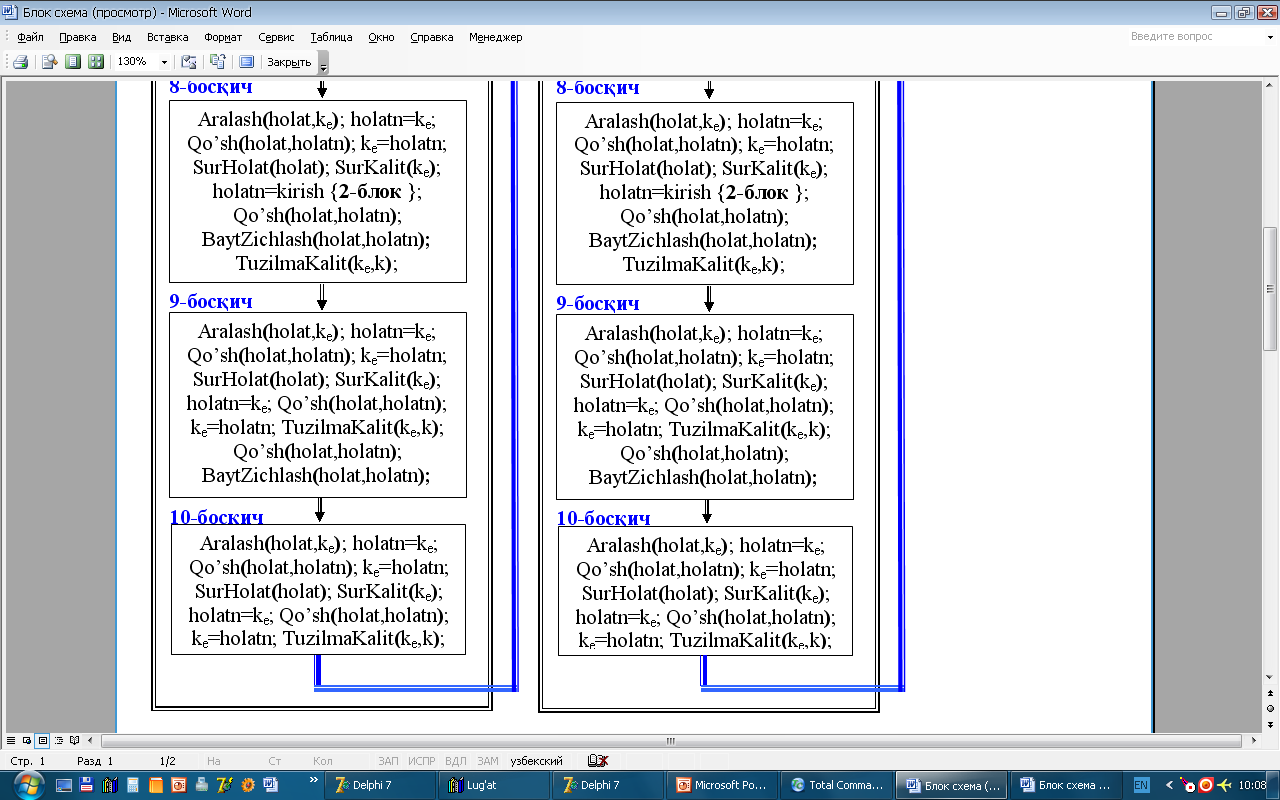 Блок схема (просмотр) - Microsoft Word
Файл Правка Вид Вставка Формат Сервис Таблица Окно Справка Менеджер
Введите вопрос
130% Закрыть
8-босқич
Aralash(holat,ke); holatn=ke;
Qo’sh(holat,holatn); ke=holatn;
SurHolat(holat); SurKalit(ke);
holatn=kirish {2-блок };
Qo’sh(holat,holatn);
BaytZichlash(holat,holatn);
TuzilmaKalit(ke,k);
9-босқич
Aralash(holat,ke); holatn=ke;
Qo’sh(holat,holatn); ke=holatn;
SurHolat(holat); SurKalit(ke);
holatn=ke; Qo’sh(holat,holatn);
ke=holatn; TuzilmaKalit(ke,k);
Qo’sh(holat,holatn);
BaytZichlash(holat,holatn);
10-босқич
Aralash(holat,ke); holatn=ke;
Qo’sh(holat,holatn); ke=holatn;
SurHolat(holat); SurKalit(ke);
holatn=ke; Qo’sh(holat,holatn);
ke=holatn; TuzilmaKalit(ke,k);
8-босқич
Aralash(holat,ke); holatn=ke;
Qo’sh(holat,holatn); ke=holatn;
SurHolat(holat); SurKalit(ke);
holatn=kirish {2-блок };
Qo’sh(holat,holatn);
BaytZichlash(holat,holatn);
TuzilmaKalit(ke,k);
9-босқич
Aralash(holat,ke); holatn=ke;
Qo’sh(holat,holatn); ke=holatn;
SurHolat(holat); SurKalit(ke);
holatn=ke; Qo’sh(holat,holatn);
ke=holatn; TuzilmaKalit(ke,k);
Qo’sh(holat,holatn);
BaytZichlash(holat,holatn);
10-босқич
Aralash(holat,ke); holatn=ke;
Qo’sh(holat,holatn); ke=holatn;
SurHolat(holat); SurKalit(ke);
holatn=ke; Qo’sh(holat,holatn);
ke=holatn; TuzilmaKalit(ke,k);
Стр. 1 Разд 1 1/2 На Ст Кол ЗАП ИСПР ВДЛ ЗАМ узбекский
Delphi 7 Lug'at Delphi 7 Microsoft Po... Total Comma... Блок схема (... Блок схема ... EN 10:08